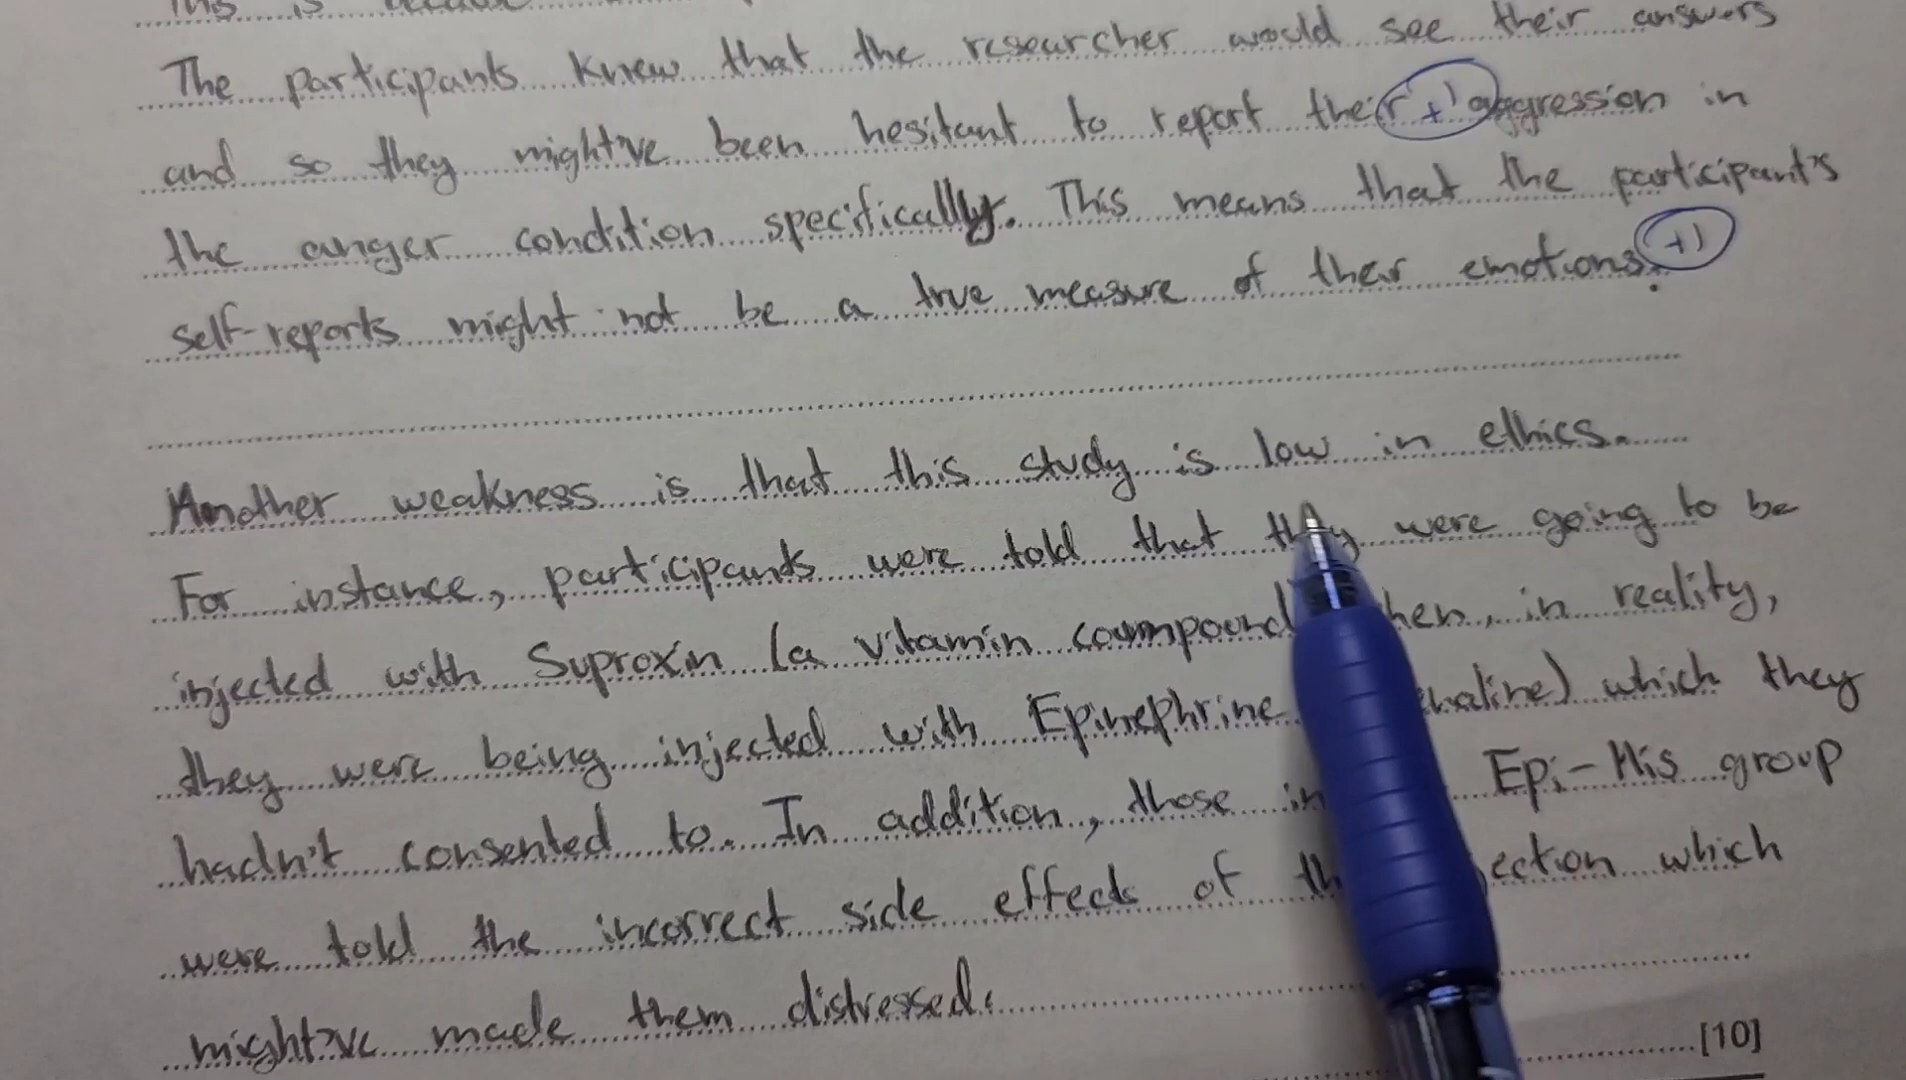 This is
The participants knew that the researcher would see their answers
and so they might've been hesitant to report their +1 aggression in
the anger condition specifically. This means that the participant's
self-reports might not be a true measure of their emotions. +1
Another weakness is that this study is low in ethics.
For instance, participants were told that they were going to be
injected with Suproxin (a vitamin compound in reality,
they were being injected with Epinephrine which they
hadn't consented to. In addition, those in Epi-Mis group
were told the incorrect side effects of which
might've made them distressed.
[10]